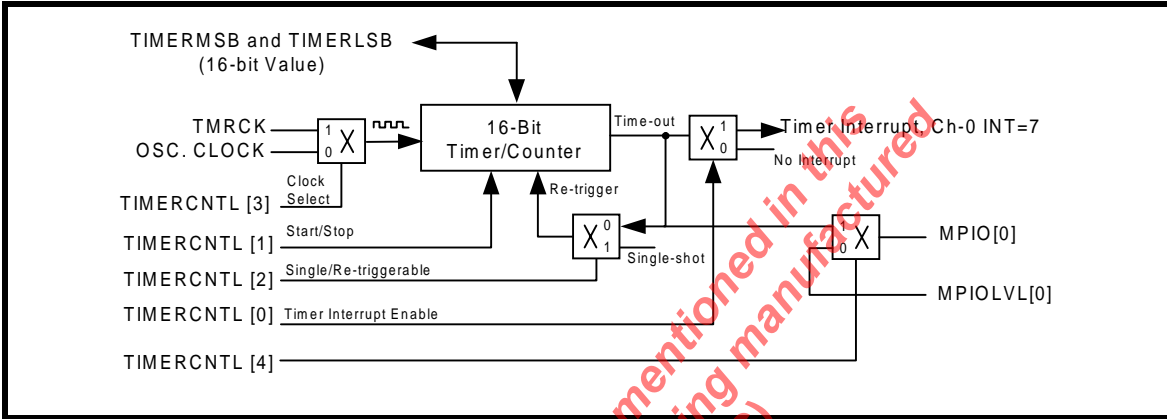 TIMERMSB and TIMERLSB
(16-bit Value)
TMRCK
OSC. CLOCK
1
0
X
Clock
Select
16-Bit
Timer/Counter
Time-out
X
1
0
Timer Interrupt, Ch-0 INT=7
No Interrupt
TIMERCNTL [3]
Re-trigger
TIMERCNTL [1]
Start/Stop
X
0
1
Single-shot
1
0
X
MPIO[0]
TIMERCNTL [2]
Single/Re-triggerable
MPIOLVL[0]
TIMERCNTL [0]
Timer Interrupt Enable
TIMERCNTL [4]
mentioned in this
ing manufactured